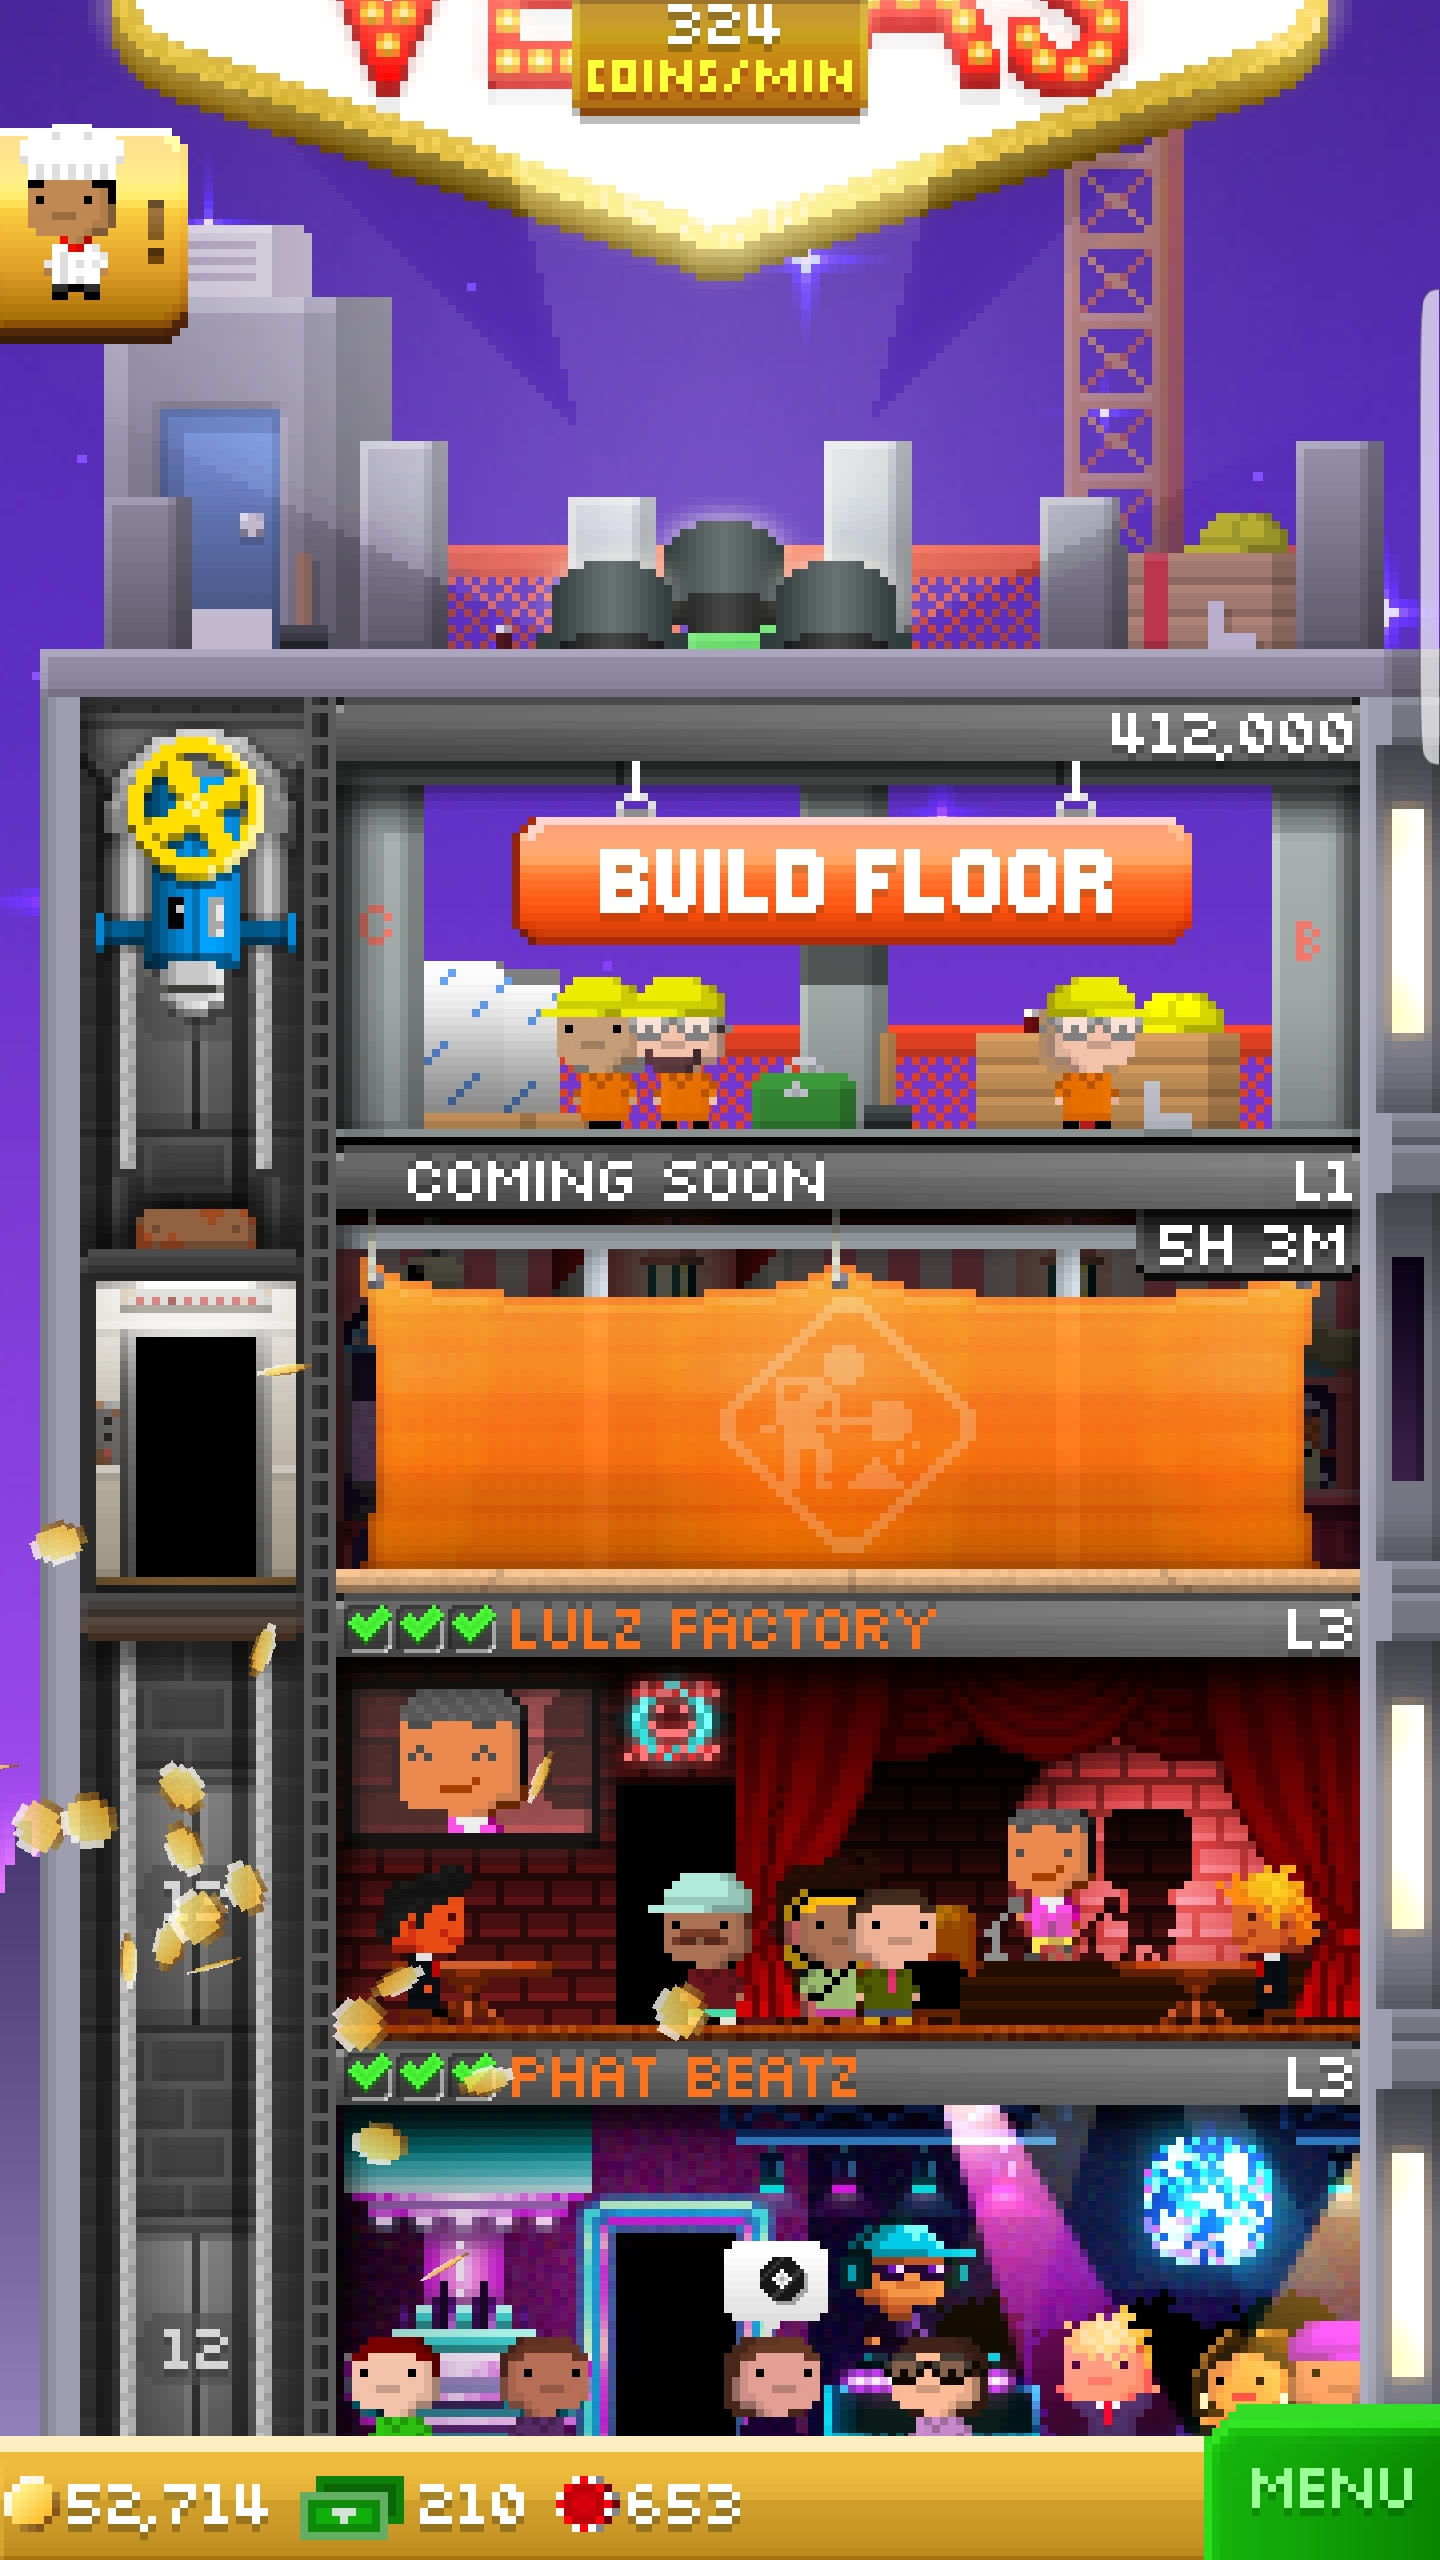 324
COINS/MIN
412,000
C
BUILD FLOOR
B
COMING SOON
L1
5H 3M
LULZ FACTORY
L3
PHAT BEATZ
L3
12
52,714
210
653
MENU